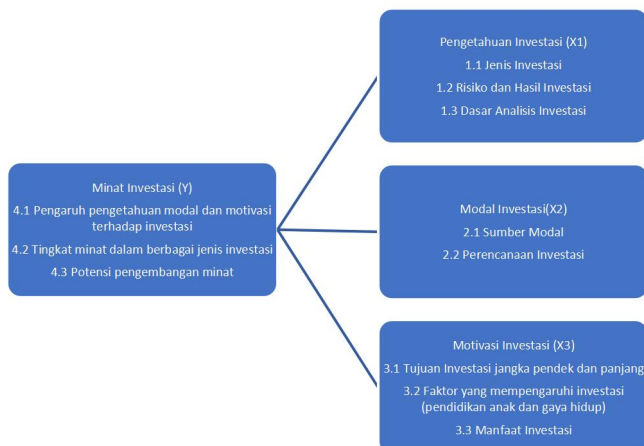 Pengetahuan Investasi (X1)
1.1 Jenis Investasi
1.2 Risiko dan Hasil Investasi
1.3 Dasar Analisis Investasi
Minat Investasi (Y)
4.1 Pengaruh pengetahuan modal dan motivasi
terhadap investasi
4.2 Tingkat minat dalam berbagai jenis investasi
4.3 Potensi pengembangan minat
Modal Investasi(X2)
2.1 Sumber Modal
2.2 Perencanaan Investasi
Motivasi Investasi (X3)
3.1 Tujuan Investasi jangka pendek dan panjang
3.2 Faktor yang mempengaruhi investasi
(pendidikan anak dan gaya hidup)
3.3 Manfaat Investasi